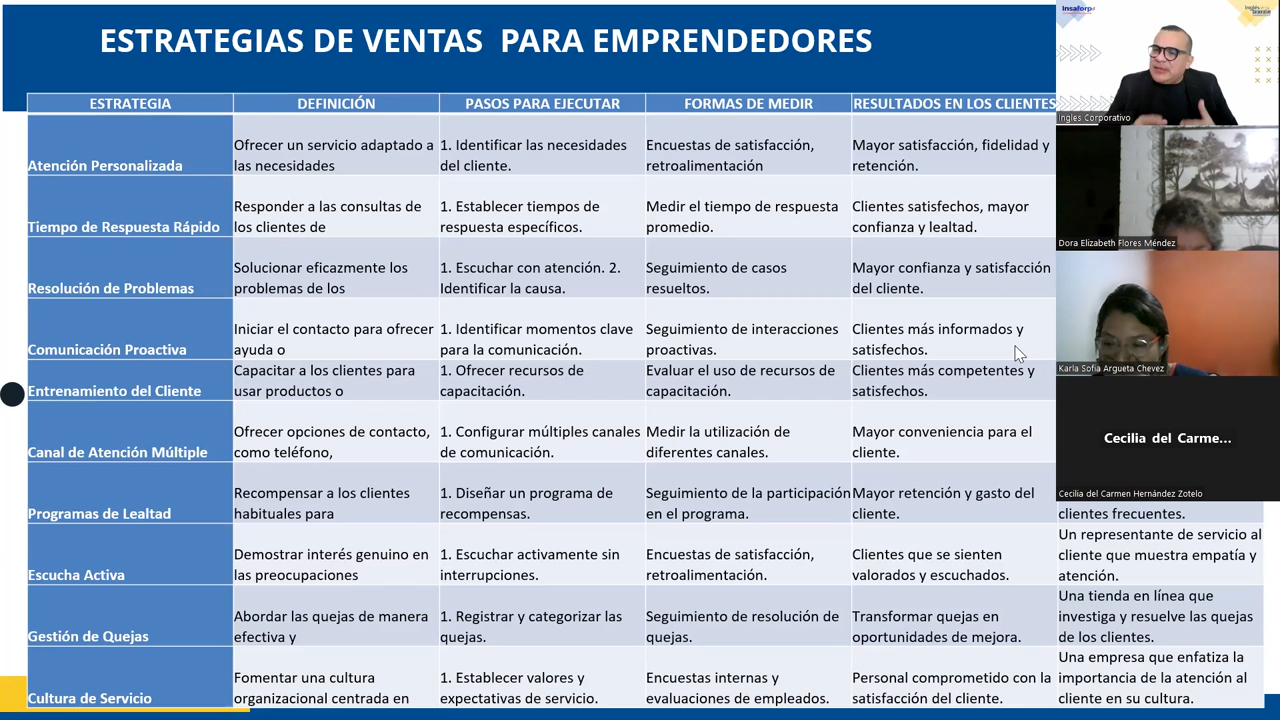 ESTRATEGIAS DE VENTAS PARA EMPRENDEDORES
ESTRATEGIA
DEFINICIÓN
PASOS PARA EJECUTAR
FORMAS DE MEDIR
RESULTADOS EN LOS CLIENTES
Atención Personalizada
Ofrecer un servicio adaptado a
las necesidades
1. Identificar las necesidades
del cliente.
Encuestas de satisfacción,
retroalimentación
Mayor satisfacción, fidelidad y
retención.
Tiempo de Respuesta Rápido
Responder a las consultas de
los clientes de
1. Establecer tiempos de
respuesta específicos.
Medir el tiempo de respuesta
promedio.
Clientes satisfechos, mayor
confianza y lealtad.
Resolución de Problemas
Solucionar eficazmente los
problemas de los
1. Escuchar con atención. 2.
Identificar la causa.
Seguimiento de casos
resueltos.
Mayor confianza y satisfacción
del cliente.
Comunicación Proactiva
Iniciar el contacto para ofrecer
ayuda o
1. Identificar momentos clave
para la comunicación.
Seguimiento de interacciones
proactivas.
Clientes más informados y
satisfechos.
Entrenamiento del Cliente
Capacitar a los clientes para
usar productos o
1. Ofrecer recursos de
capacitación.
Evaluar el uso de recursos de
capacitación.
Clientes más competentes y
satisfechos.
Canal de Atención Múltiple
Ofrecer opciones de contacto,
como teléfono,
1. Configurar múltiples canales
de comunicación.
Medir la utilización de
diferentes canales.
Mayor conveniencia para el
cliente.
Programas de Lealtad
Recompensar a los clientes
habituales para
1. Diseñar un programa de
recompensas.
Seguimiento de la participación
en el programa.
Mayor retención y gasto del
cliente.
clientes frecuentes.
Escucha Activa
Demostrar interés genuino en
las preocupaciones
1. Escuchar activamente sin
interrupciones.
Encuestas de satisfacción,
retroalimentación.
Clientes que se sienten
valorados y escuchados.
Un representante de servicio al
cliente que muestra empatía y
atención.
Gestión de Quejas
Abordar las quejas de manera
efectiva y
1. Registrar y categorizar las
quejas.
Seguimiento de resolución de
quejas.
Transformar quejas en
oportunidades de mejora.
Una tienda en línea que
investiga y resuelve las quejas
de los clientes.
Cultura de Servicio
Fomentar una cultura
organizacional centrada en
1. Establecer valores y
expectativas de servicio.
Encuestas internas y
evaluaciones de empleados.
Personal comprometido con la
satisfacción del cliente.
Una empresa que enfatiza la
importancia de la atención al
cliente en su cultura.
Insaforp
Ingles Corporativo
Dora Elizabeth Flores Méndez
Karla Sofia Argueta Chevez
Cecilia del Carme...
Cecilia del Carmen Hernández Zotelo